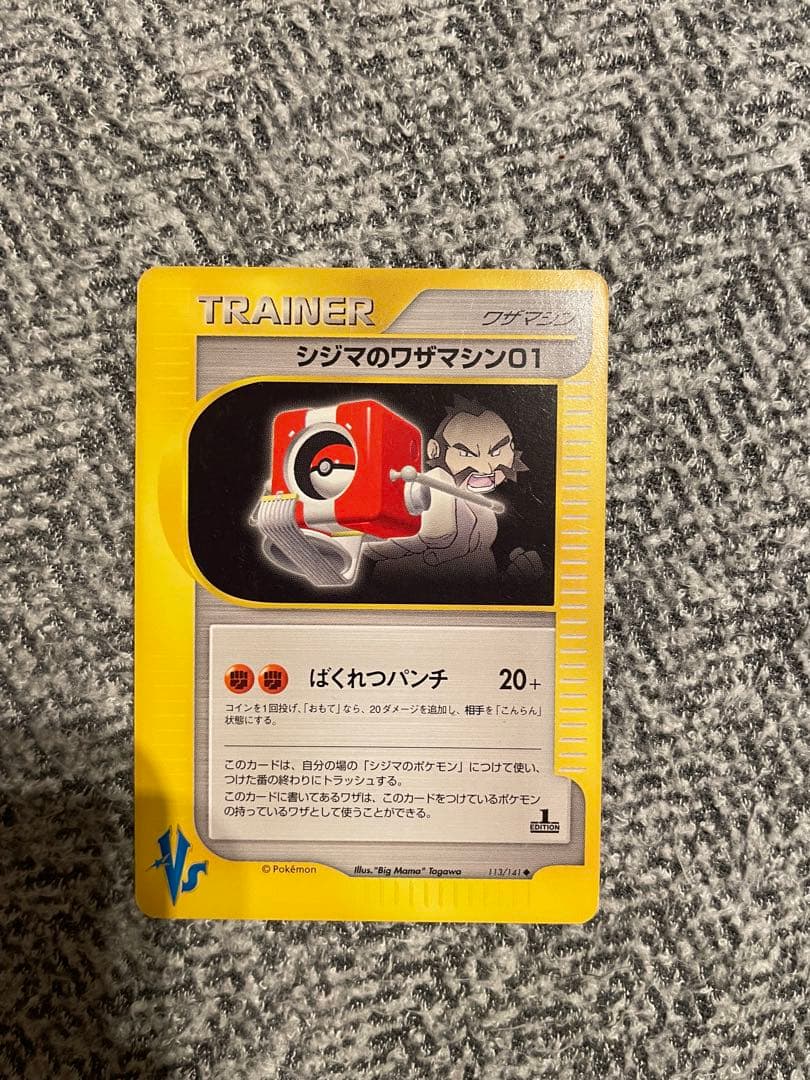 TRAINER
ワザマシン
シジマのワザマシン01
ばくれつパンチ 20+
コインを1回投げ、「おもて」なら、20ダメージを追加し、相手を「こんらん」
状態にする。
このカードは、自分の場の「シジマのポケモン」につけて使い、
つけた番の終わりにトラッシュする。
このカードに書いてあるワザは、このカードをつけているポケモン
の持っているワザとして使うことができる。
1
EDITION
VS
© Pokémon
Illus. "Big Mama" Tagawa
113/141 ◆